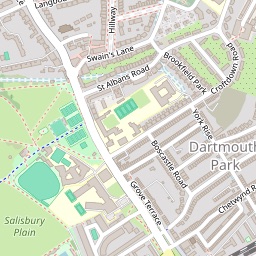 Langbou
Hillway
Swain's Lane
St Albans Road
Brookfield Park
Croftdown Road
York Rise
Dartmouth
Park
Boscastle Road
Grove Terrace
Chetwynd R
Salisbury
Plain